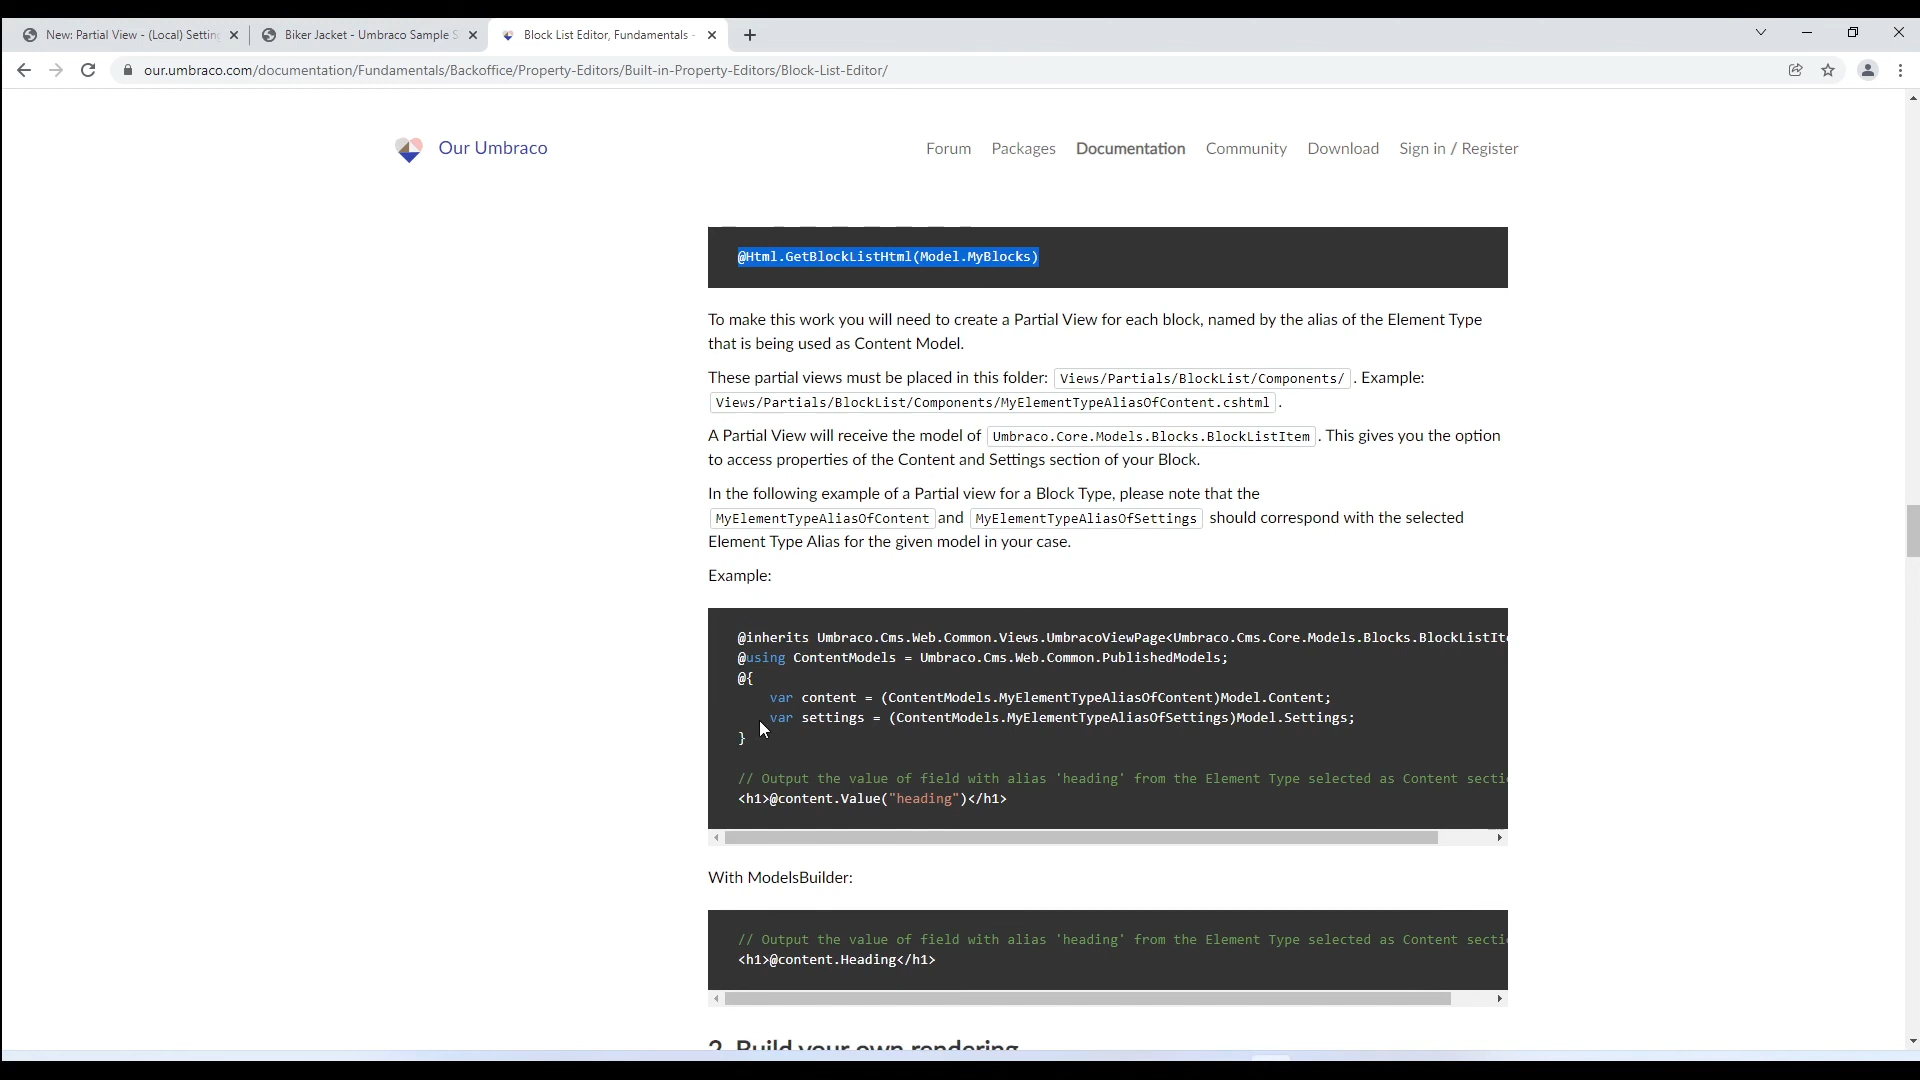 New: Partial View - (Local) Settin
Biker Jacket - Umbraco Sample S
Block List Editor, Fundamentals -
our.umbraco.com/documentation/Fundamentals/Backoffice/Property-Editors/Built-in-Property-Editors/Block-List-Editor/
Our Umbraco
Forum Packages Documentation Community Download Sign in / Register
@Html.GetBlockListHtml(Model.MyBlocks)
To make this work you will need to create a Partial View for each block, named by the alias of the Element Type
that is being used as Content Model.
These partial views must be placed in this folder: Views/Partials/BlockList/Components/ . Example:
Views/Partials/BlockList/Components/MyElementTypeAliasOfContent.cshtml .
A Partial View will receive the model of Umbraco.Core.Models.Blocks.BlockListItem . This gives you the option
to access properties of the Content and Settings section of your Block.
In the following example of a Partial view for a Block Type, please note that the
MyElementTypeAliasOfContent and MyElementTypeAliasOfSettings should correspond with the selected
Element Type Alias for the given model in your case.
Example:
@inherits Umbraco.Cms.Web.Common.Views.UmbracoViewPage<Umbraco.Cms.Core.Models.Blocks.BlockListIt
@using ContentModels = Umbraco.Cms.Web.Common.PublishedModels;
@{
var content = (ContentModels.MyElementTypeAliasOfContent)Model.Content;
var settings = (ContentModels.MyElementTypeAliasOfSettings)Model.Settings;
}
// Output the value of field with alias 'heading' from the Element Type selected as Content secti
<h1>@content.Value("heading")</h1>
With ModelsBuilder:
// Output the value of field with alias 'heading' from the Element Type selected as Content secti
<h1>@content.Heading</h1>
2. Build your own rendering